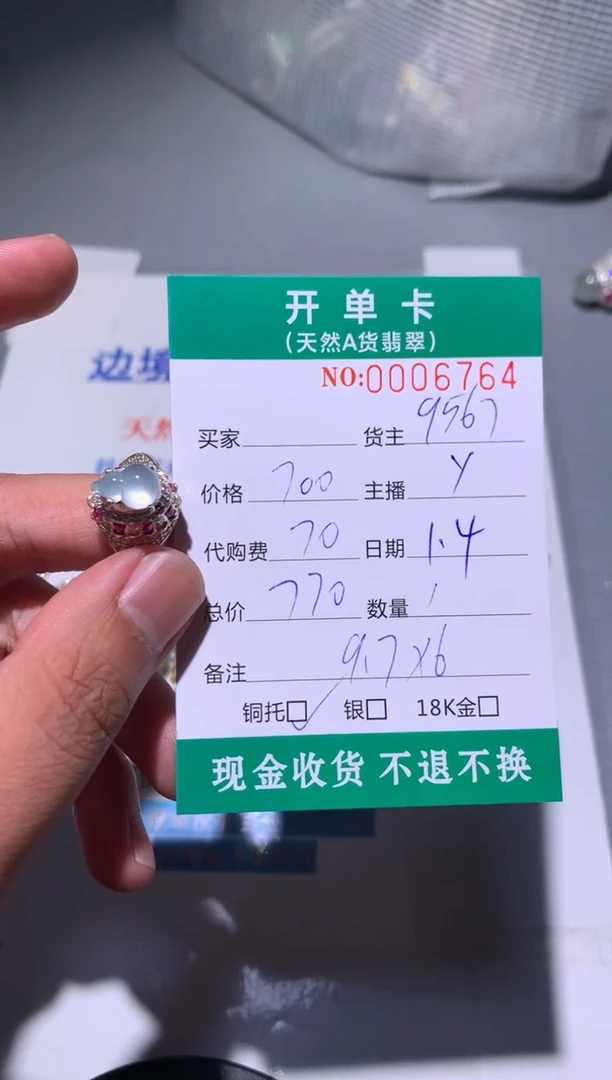 开单卡
(天然A货翡翠)
NO:0006764
买家 货主 9567
价格 700 主播 Y
代购费 70 日期 1.4
总价 770 数量 1
备注 9.7×6
铜托☑ 银☐ 18K金☐
现金收货 不退不换
边境
天然